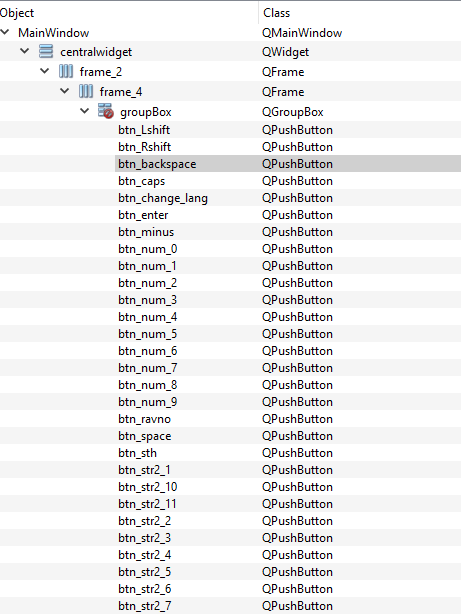 Object Class
MainWindow QMainWindow
centralwidget QWidget
frame_2 QFrame
frame_4 QFrame
groupBox QGroupBox
btn_Lshift QPushButton
btn_Rshift QPushButton
btn_backspace QPushButton
btn_caps QPushButton
btn_change_lang QPushButton
btn_enter QPushButton
btn_minus QPushButton
btn_num_0 QPushButton
btn_num_1 QPushButton
btn_num_2 QPushButton
btn_num_3 QPushButton
btn_num_4 QPushButton
btn_num_5 QPushButton
btn_num_6 QPushButton
btn_num_7 QPushButton
btn_num_8 QPushButton
btn_num_9 QPushButton
btn_ravno QPushButton
btn_space QPushButton
btn_sth QPushButton
btn_str2_1 QPushButton
btn_str2_10 QPushButton
btn_str2_11 QPushButton
btn_str2_2 QPushButton
btn_str2_3 QPushButton
btn_str2_4 QPushButton
btn_str2_5 QPushButton
btn_str2_6 QPushButton
btn_str2_7 QPushButton